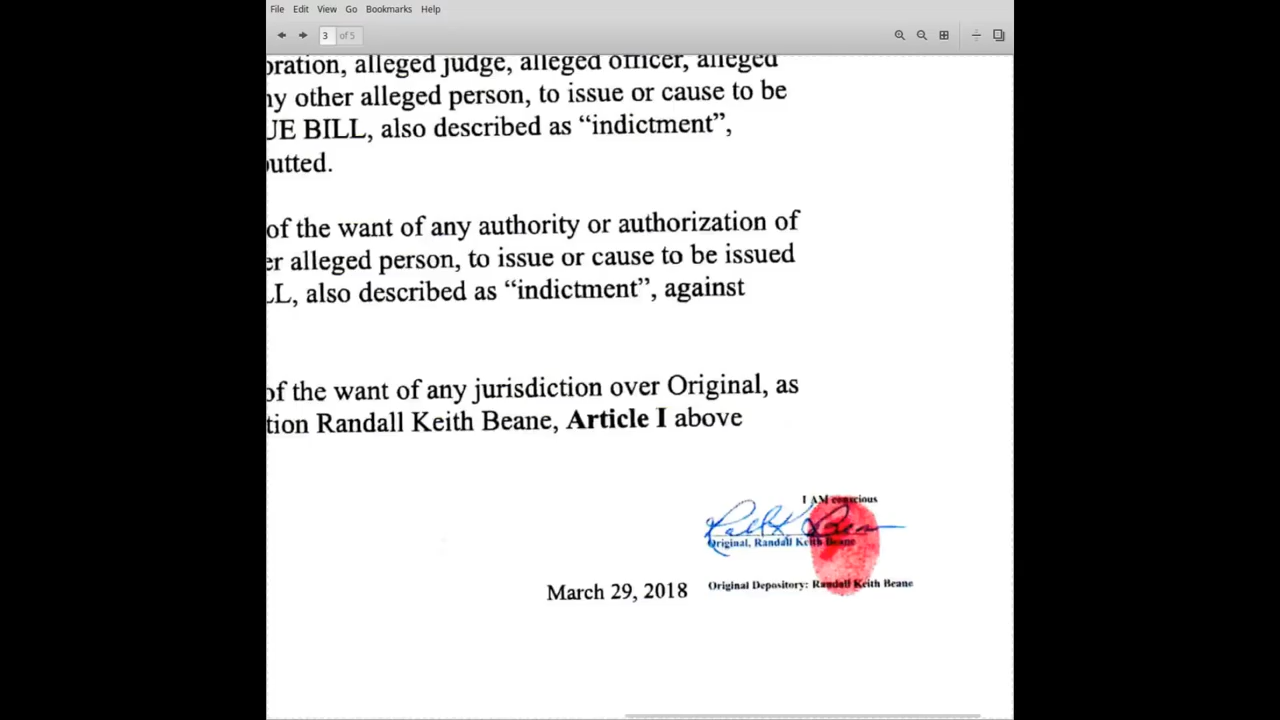 File Edit View Go Bookmarks Help
3 of 5
oration, alleged judge, alleged officer, alleged
ny other alleged person, to issue or cause to be
UE BILL, also described as “indictment”,
outted.
of the want of any authority or authorization of
er alleged person, to issue or cause to be issued
LL, also described as “indictment”, against
of the want of any jurisdiction over Original, as
tion Randall Keith Beane, Article I above
I AM conscious
Original, Randall Keith Beane
March 29, 2018 Original Depository: Randall Keith Beane